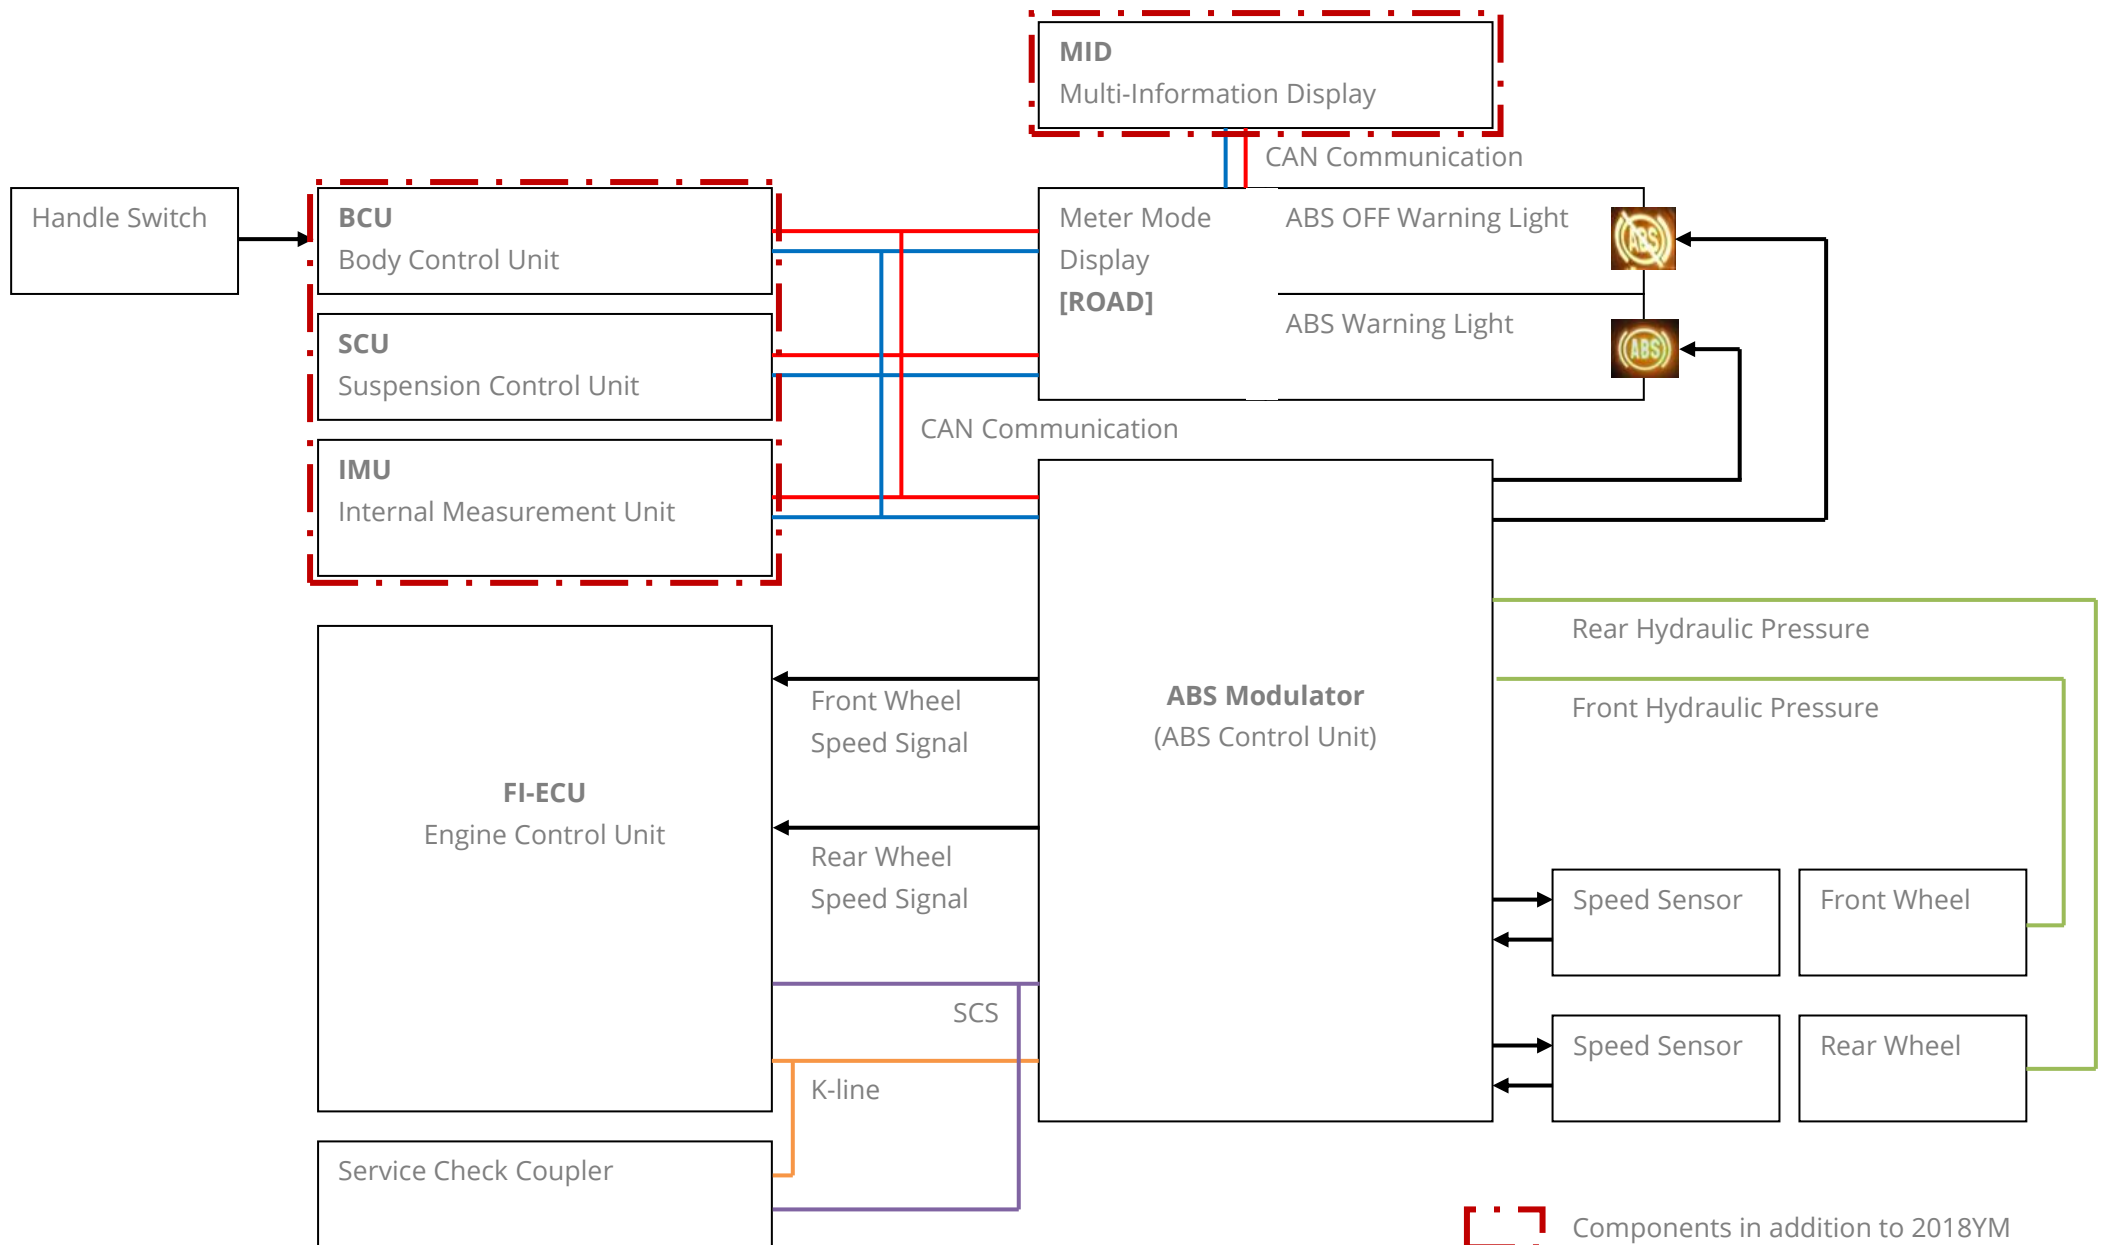 MID
Multi-Information Display
CAN Communication
Handle Switch
BCU
Body Control Unit
Meter Mode
Display
[ROAD]
ABS OFF Warning Light
ABS
ABS Warning Light
ABS
SCU
Suspension Control Unit
CAN Communication
IMU
Internal Measurement Unit
Rear Hydraulic Pressure
Front Hydraulic Pressure
ABS Modulator
(ABS Control Unit)
Front Wheel
Speed Signal
FI-ECU
Engine Control Unit
Rear Wheel
Speed Signal
Speed Sensor
Front Wheel
SCS
Speed Sensor
Rear Wheel
K-line
Service Check Coupler
Components in addition to 2018YM